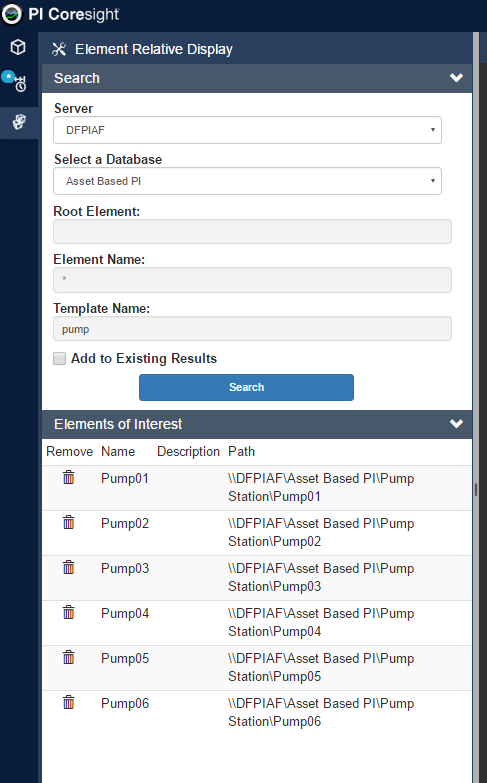 PI Coresight
Element Relative Display
Search
Server
DFPIAF
Select a Database
Asset Based PI
Root Element:
Element Name:
*
Template Name:
pump
Add to Existing Results
Search
Elements of Interest
Remove Name Description Path
Pump01 \\DFPIAF\Asset Based PI\Pump
Station\Pump01
Pump02 \\DFPIAF\Asset Based PI\Pump
Station\Pump02
Pump03 \\DFPIAF\Asset Based PI\Pump
Station\Pump03
Pump04 \\DFPIAF\Asset Based PI\Pump
Station\Pump04
Pump05 \\DFPIAF\Asset Based PI\Pump
Station\Pump05
Pump06 \\DFPIAF\Asset Based PI\Pump
Station\Pump06